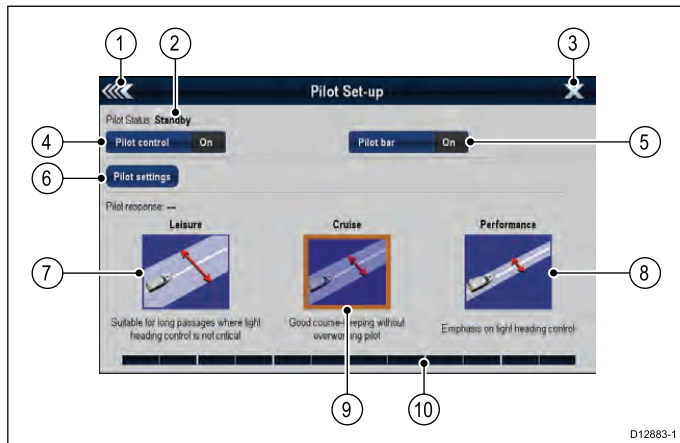 1
2
3
Pilot Set-up
Pilot Status: Standby
4
Pilot control On
Pilot bar On
5
6
Pilot settings
Pilot response: ---
Leisure
Cruise
Performance
7
8
Suitable for long passages where tight
heading control is not critical
Good course-keeping without
overworking pilot
Emphasis on tight heading control
9
10
D12883-1